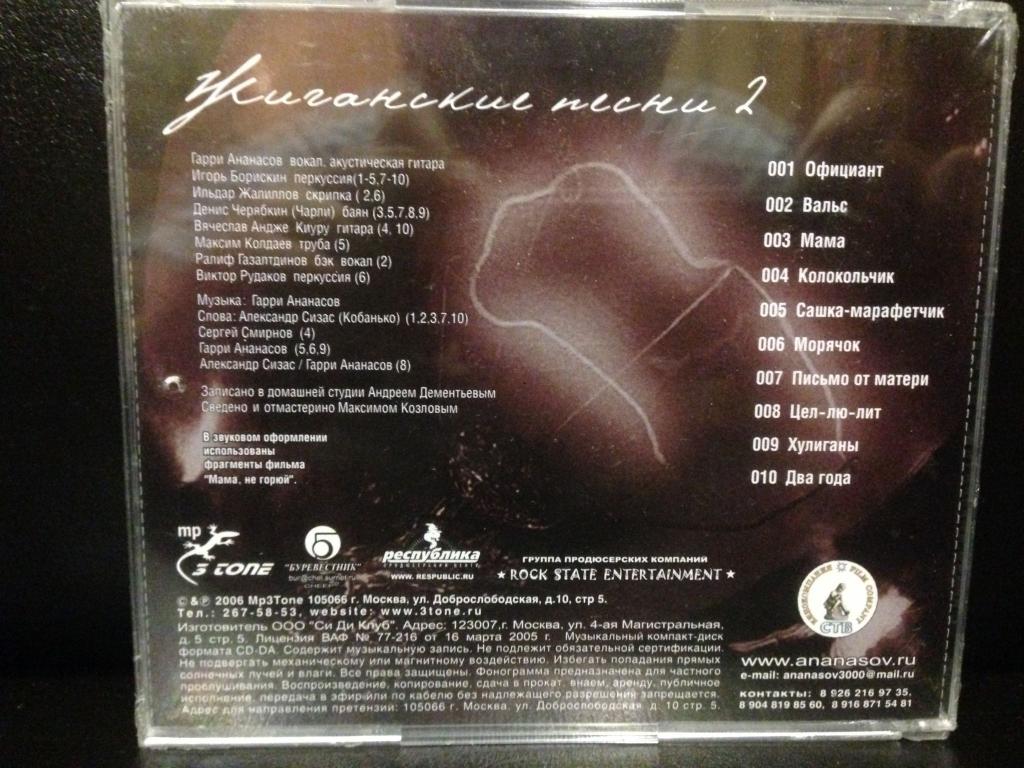 Жиганские песни 2
Гарри Ананасов вокал, акустическая гитара
Игорь Борискин перкуссия(1-5,7-10)
Ильдар Жалиллов скрипка ( 2,6)
Денис Черябкин (Чарли) баян (3.5.7,8,9)
Вячеслав Андже Киуру гитара (4, 10)
Максим Колдаев труба (5)
Ралиф Газалтдинов бэк вокал (2)
Виктор Рудаков перкуссия (6)
Музыка: Гарри Ананасов
Слова: Александр Сизас (Кобанько) (1,2,3.7.10)
Сергей Смирнов (4)
Гарри Ананасов (5.6.9)
Александр Сизас / Гарри Ананасов (8)
Записано в домашней студии Андреем Дементьевым
Сведено и отмастерино Максимом Козловым
В звуковом оформлении
использованы
фрагменты фильма
"Мама, не горюй".
001 Официант
002 Вальс
003 Мама
004 Колокольчик
005 Сашка-марафетчик
006 Морячок
007 Письмо от матери
008 Цел-лю-лит
009 Хулиганы
010 Два года
mp
3 TONE
Б
"БУРЕВЕСТНИК"
республика
ПРОДЮСЕРСКИЙ ЦЕНТР
WWW. RESPUBLIC.RU
ГРУППА ПРОДЮСЕРСКИХ КОМПАНИЙ
★ ROCK STATE ENTERTAINMENT ★
КИНОКОМПАНИЯ FILM COMPANY
СТВ
© & ℗ 2006 Mp3Tone 105066 г. Москва, ул. Доброслободская, д.10, стр 5.
Тел.: 267-58-53, website: www.3tone.ru
Изготовитель ООО "Си Ди Клуб". Адрес: 123007,г. Москва, ул. 4-ая Магистральная,
д. 5 стр. 5. Лицензия ВАФ № 77-216 от 16 марта 2005 г. Музыкальный компакт-диск
формата CD-DA. Содержит музыкальную запись. Не подлежит обязательной сертификации.
Не подвергать механическому или магнитному воздействию. Избегать попадания прямых
солнечных лучей и влаги. Все права защищены. Фонограмма предназначена для частного
прослушивания. Воспроизведение, копирование, сдача в прокат, внаем, аренду, публичное
исполнение, передача в эфир или по кабелю без надлежащего разрешения запрещается.
Адрес для направления претензий: 105066 г. Москва, ул. Доброслободская д. 10 стр. 5.
www.ananasov.ru
e-mail: ananasov3000@mail.ru
контакты: 8 926 216 97 35,
8 904 819 85 60, 8 916 871 54 81